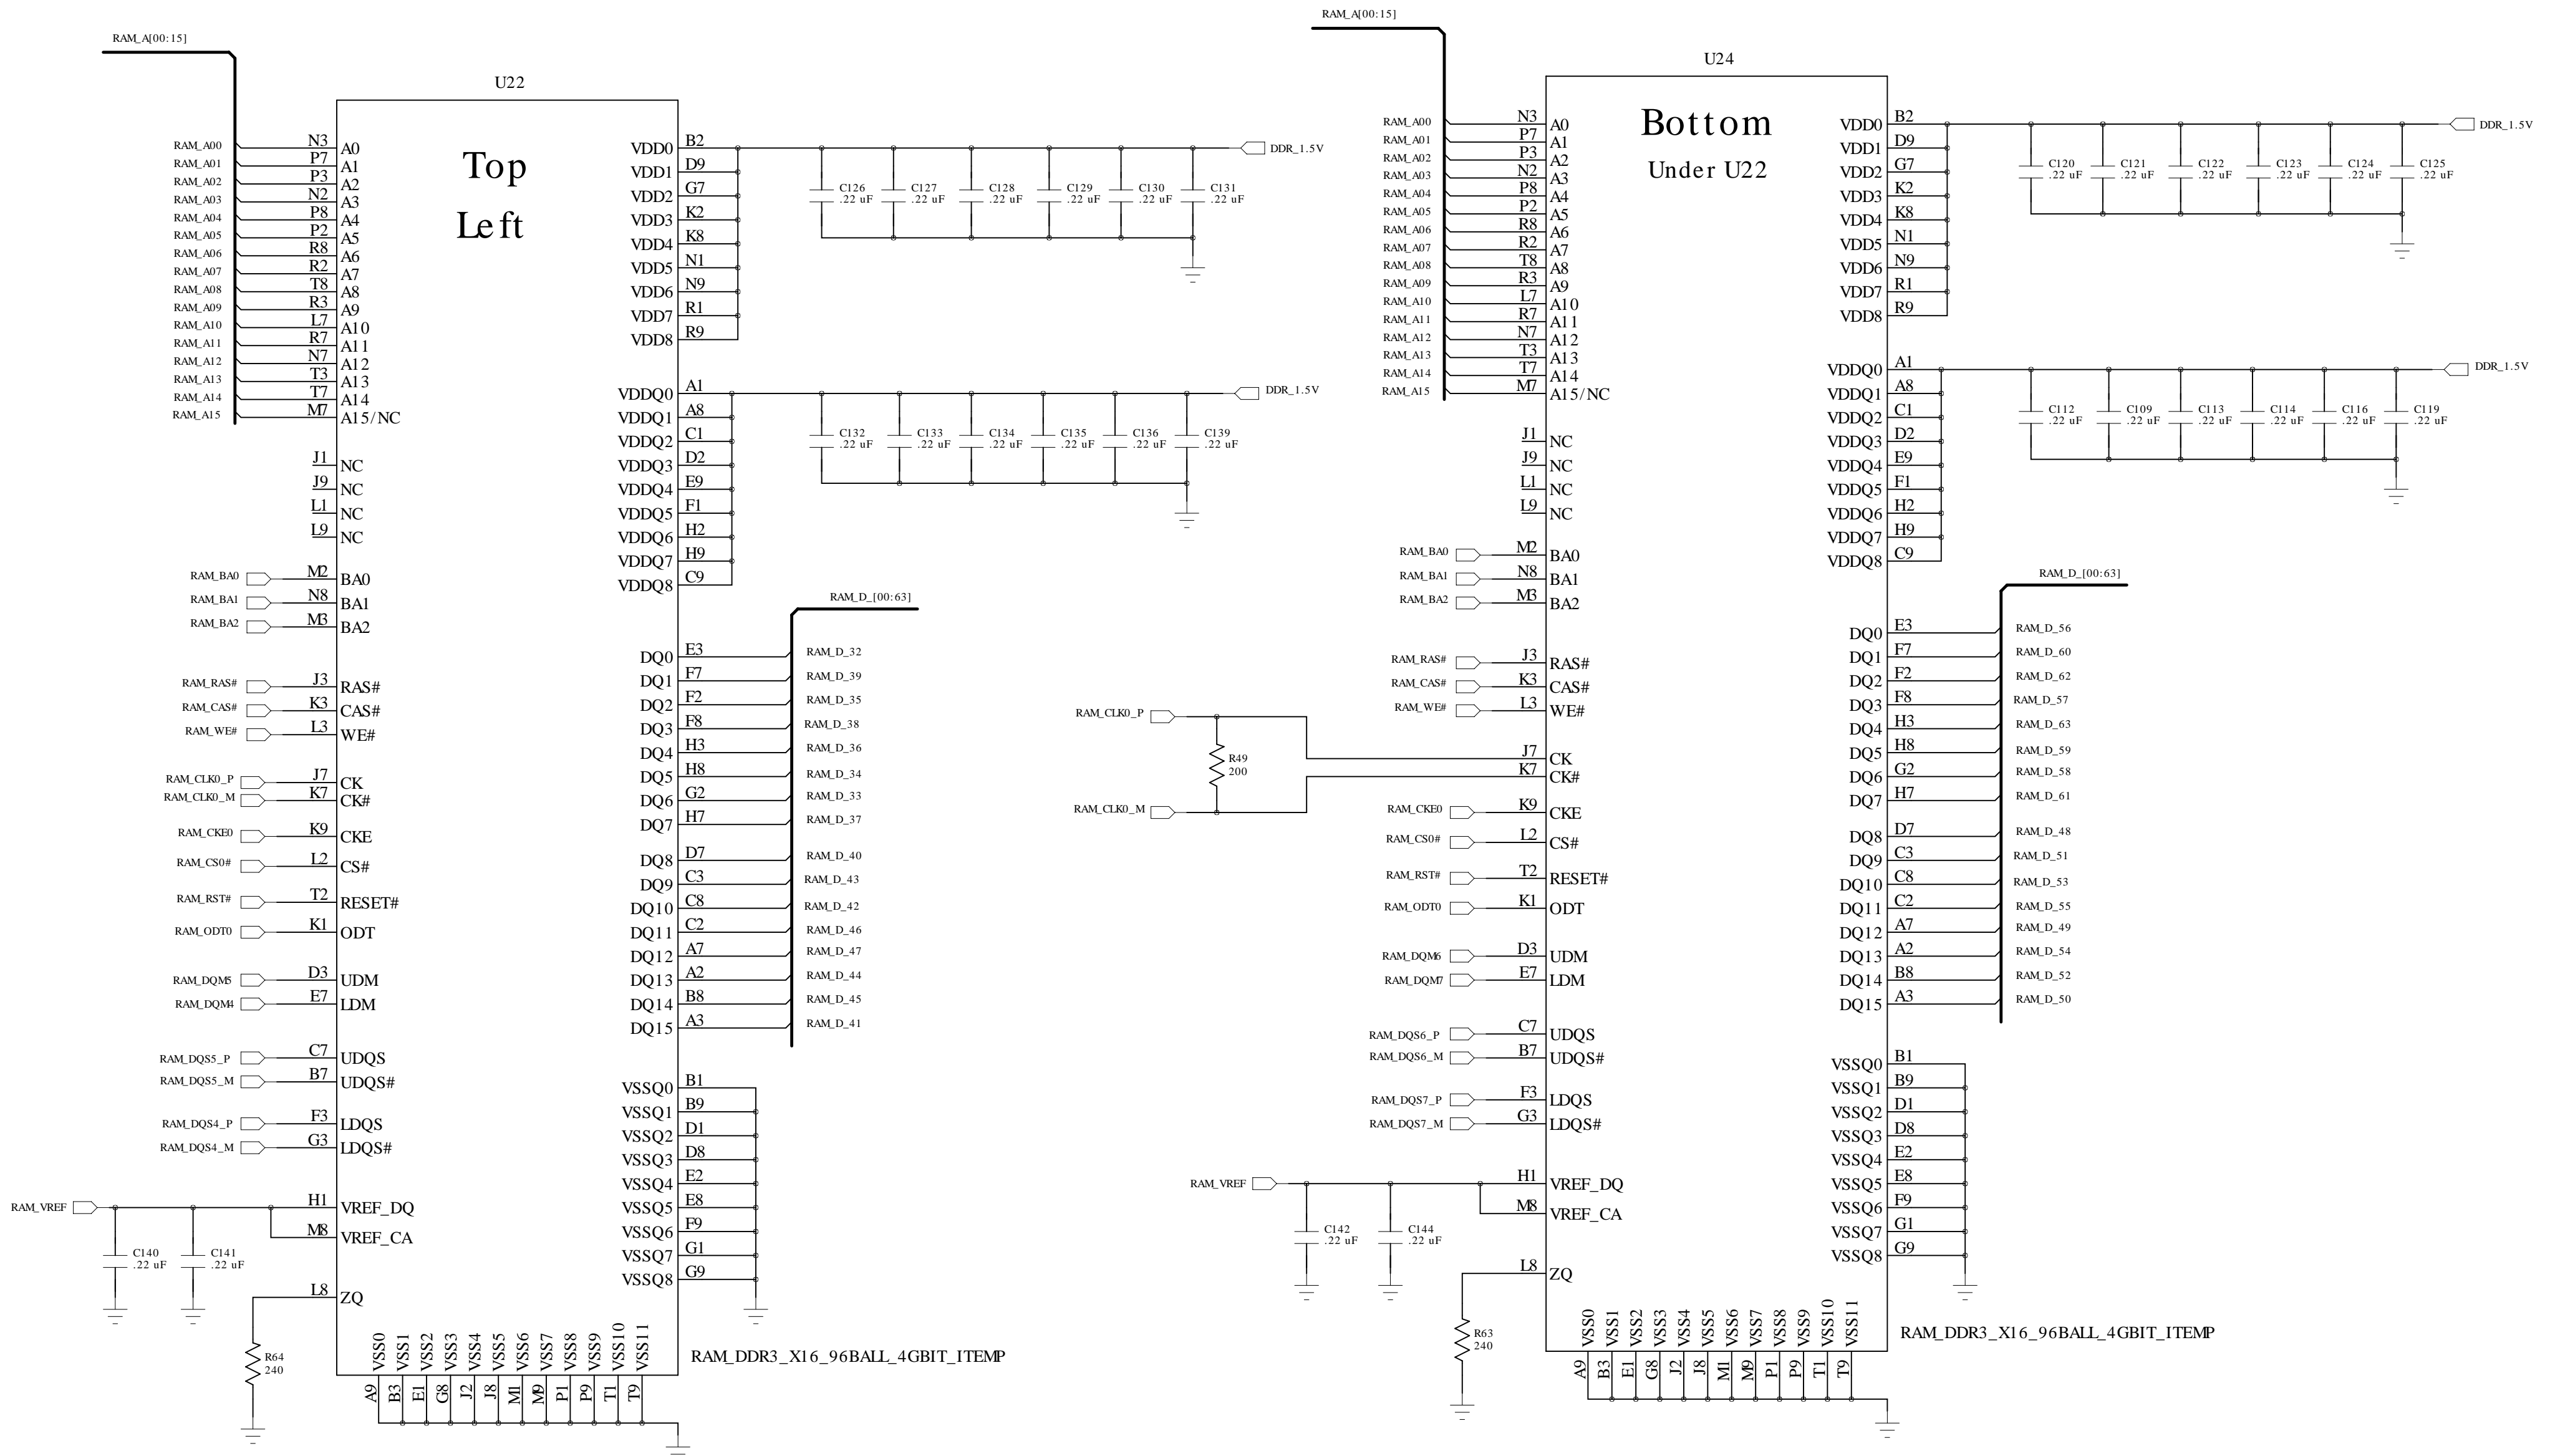 RAM_A[00:15]
U22
Top
Left
RAM_A00 N3 A0
RAM_A01 P7 A1
RAM_A02 P3 A2
RAM_A03 N2 A3
RAM_A04 P8 A4
RAM_A05 P2 A5
RAM_A06 R8 A6
RAM_A07 R2 A7
RAM_A08 T8 A8
RAM_A09 R3 A9
RAM_A10 L7 A10
RAM_A11 R7 A11
RAM_A12 N7 A12
RAM_A13 T3 A13
RAM_A14 T7 A14
RAM_A15 M7 A15/NC
J1 NC
J9 NC
L1 NC
L9 NC
RAM_BA0 M2 BA0
RAM_BA1 N8 BA1
RAM_BA2 M3 BA2
RAM_RAS# J3 RAS#
RAM_CAS# K3 CAS#
RAM_WE# L3 WE#
RAM_CLK0_P J7 CK
RAM_CLK0_M K7 CK#
RAM_CKE0 K9 CKE
RAM_CS0# L2 CS#
RAM_RST# T2 RESET#
RAM_ODT0 K1 ODT
RAM_DQM5 D3 UDM
RAM_DQM4 E7 LDM
RAM_DQS5_P C7 UDQS
RAM_DQS5_M B7 UDQS#
RAM_DQS4_P F3 LDQS
RAM_DQS4_M G3 LDQS#
RAM_VREF H1 VREF_DQ
M8 VREF_CA
C140 C141
.22 uF .22 uF
L8 ZQ
R64
240
VDD0 B2 DDR_1.5V
VDD1 D9
VDD2 G7
VDD3 K2
VDD4 K8
VDD5 N1
VDD6 N9
VDD7 R1
VDD8 R9
C126 C127 C128 C129 C130 C131
.22 uF .22 uF .22 uF .22 uF .22 uF .22 uF
VDDQ0 A1 DDR_1.5V
VDDQ1 A8
VDDQ2 C1
VDDQ3 D2
VDDQ4 E9
VDDQ5 F1
VDDQ6 H2
VDDQ7 H9
VDDQ8 C9
C132 C133 C134 C135 C136 C139
.22 uF .22 uF .22 uF .22 uF .22 uF .22 uF
RAM_D_[00:63]
DQ0 E3 RAM_D_32
DQ1 F7 RAM_D_39
DQ2 F2 RAM_D_35
DQ3 F8 RAM_D_38
DQ4 H3 RAM_D_36
DQ5 H8 RAM_D_34
DQ6 G2 RAM_D_33
DQ7 H7 RAM_D_37
DQ8 D7 RAM_D_40
DQ9 C3 RAM_D_43
DQ10 C8 RAM_D_42
DQ11 C2 RAM_D_46
DQ12 A7 RAM_D_47
DQ13 A2 RAM_D_44
DQ14 B8 RAM_D_45
DQ15 A3 RAM_D_41
VSSQ0 B1
VSSQ1 B9
VSSQ2 D1
VSSQ3 D8
VSSQ4 E2
VSSQ5 E8
VSSQ6 F9
VSSQ7 G1
VSSQ8 G9
VSS0 VSS1 VSS2 VSS3 VSS4 VSS5 VSS6 VSS7 VSS8 VSS9 VSS10 VSS11
A9 B3 E1 G8 J2 J8 M1 M9 P1 P9 T1 T9
RAM_DDR3_X16_96BALL_4GBIT_ITEMP
RAM_A[00:15]
U24
Bottom
Under U22
RAM_A00 N3 A0
RAM_A01 P7 A1
RAM_A02 P3 A2
RAM_A03 N2 A3
RAM_A04 P8 A4
RAM_A05 P2 A5
RAM_A06 R8 A6
RAM_A07 R2 A7
RAM_A08 T8 A8
RAM_A09 R3 A9
RAM_A10 L7 A10
RAM_A11 R7 A11
RAM_A12 N7 A12
RAM_A13 T3 A13
RAM_A14 T7 A14
RAM_A15 M7 A15/NC
J1 NC
J9 NC
L1 NC
L9 NC
RAM_BA0 M2 BA0
RAM_BA1 N8 BA1
RAM_BA2 M3 BA2
RAM_RAS# J3 RAS#
RAM_CAS# K3 CAS#
RAM_WE# L3 WE#
RAM_CLK0_P J7 CK
R49
200
RAM_CLK0_M K7 CK#
RAM_CKE0 K9 CKE
RAM_CS0# L2 CS#
RAM_RST# T2 RESET#
RAM_ODT0 K1 ODT
RAM_DQM6 D3 UDM
RAM_DQM7 E7 LDM
RAM_DQS6_P C7 UDQS
RAM_DQS6_M B7 UDQS#
RAM_DQS7_P F3 LDQS
RAM_DQS7_M G3 LDQS#
RAM_VREF H1 VREF_DQ
M8 VREF_CA
C142 C144
.22 uF .22 uF
L8 ZQ
R63
240
VDD0 B2 DDR_1.5V
VDD1 D9
VDD2 G7
VDD3 K2
VDD4 K8
VDD5 N1
VDD6 N9
VDD7 R1
VDD8 R9
C120 C121 C122 C123 C124 C125
.22 uF .22 uF .22 uF .22 uF .22 uF .22 uF
VDDQ0 A1 DDR_1.5V
VDDQ1 A8
VDDQ2 C1
VDDQ3 D2
VDDQ4 E9
VDDQ5 F1
VDDQ6 H2
VDDQ7 H9
VDDQ8 C9
C112 C109 C113 C114 C116 C119
.22 uF .22 uF .22 uF .22 uF .22 uF .22 uF
RAM_D_[00:63]
DQ0 E3 RAM_D_56
DQ1 F7 RAM_D_60
DQ2 F2 RAM_D_62
DQ3 F8 RAM_D_57
DQ4 H3 RAM_D_63
DQ5 H8 RAM_D_59
DQ6 G2 RAM_D_58
DQ7 H7 RAM_D_61
DQ8 D7 RAM_D_48
DQ9 C3 RAM_D_51
DQ10 C8 RAM_D_53
DQ11 C2 RAM_D_55
DQ12 A7 RAM_D_49
DQ13 A2 RAM_D_54
DQ14 B8 RAM_D_52
DQ15 A3 RAM_D_50
VSSQ0 B1
VSSQ1 B9
VSSQ2 D1
VSSQ3 D8
VSSQ4 E2
VSSQ5 E8
VSSQ6 F9
VSSQ7 G1
VSSQ8 G9
VSS0 VSS1 VSS2 VSS3 VSS4 VSS5 VSS6 VSS7 VSS8 VSS9 VSS10 VSS11
A9 B3 E1 G8 J2 J8 M1 M9 P1 P9 T1 T9
RAM_DDR3_X16_96BALL_4GBIT_ITEMP